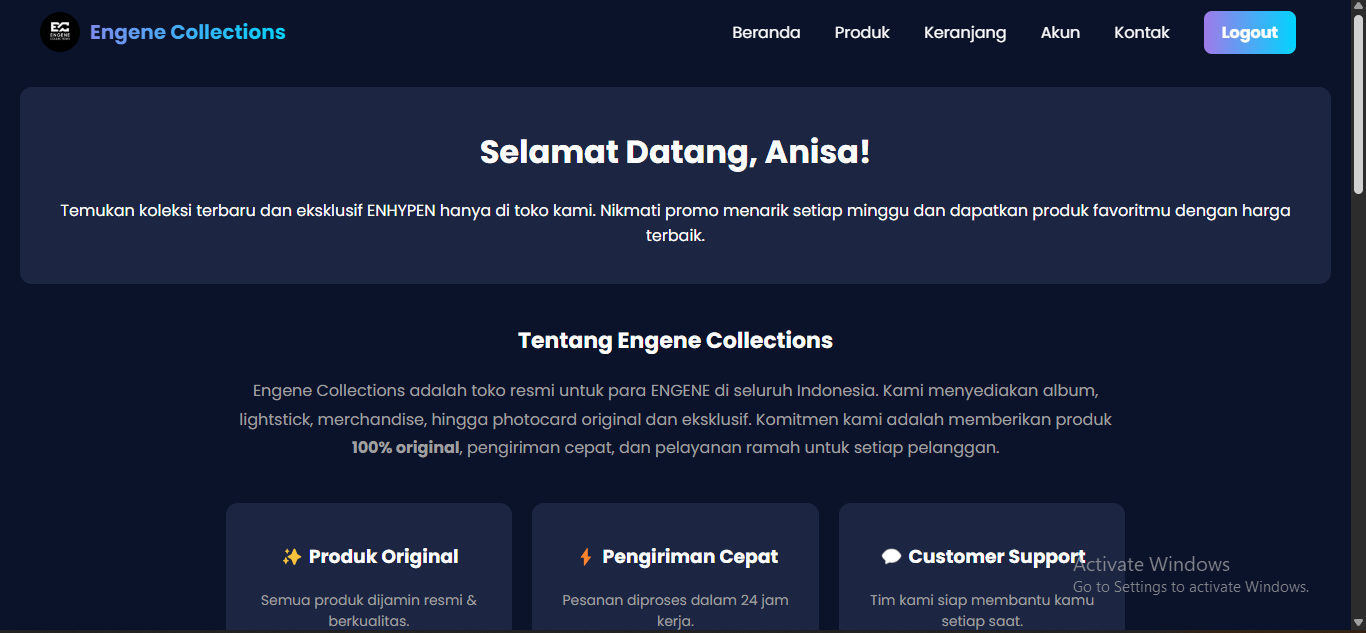 EG
ENGENE
Engene Collections
Beranda
Produk
Keranjang
Akun
Kontak
Logout
Selamat Datang, Anisa!
Temukan koleksi terbaru dan eksklusif ENHYPEN hanya di toko kami. Nikmati promo menarik setiap minggu dan dapatkan produk favoritmu dengan harga
terbaik.
Tentang Engene Collections
Engene Collections adalah toko resmi untuk para ENGENE di seluruh Indonesia. Kami menyediakan album,
lightstick, merchandise, hingga photocard original dan eksklusif. Komitmen kami adalah memberikan produk
100% original, pengiriman cepat, dan pelayanan ramah untuk setiap pelanggan.
Produk Original
Semua produk dijamin resmi &
berkualitas.
Pengiriman Cepat
Pesanan diproses dalam 24 jam
kerja.
Customer Support
Tim kami siap membantu kamu
setiap saat.
Activate Windows
Go to Settings to activate Windows.